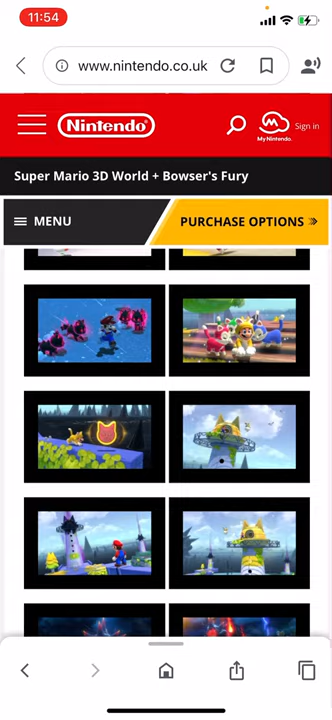 11:54
www.nintendo.co.uk
Nintendo
My Nintendo
Sign in
Super Mario 3D World + Bowser's Fury
MENU
PURCHASE OPTIONS